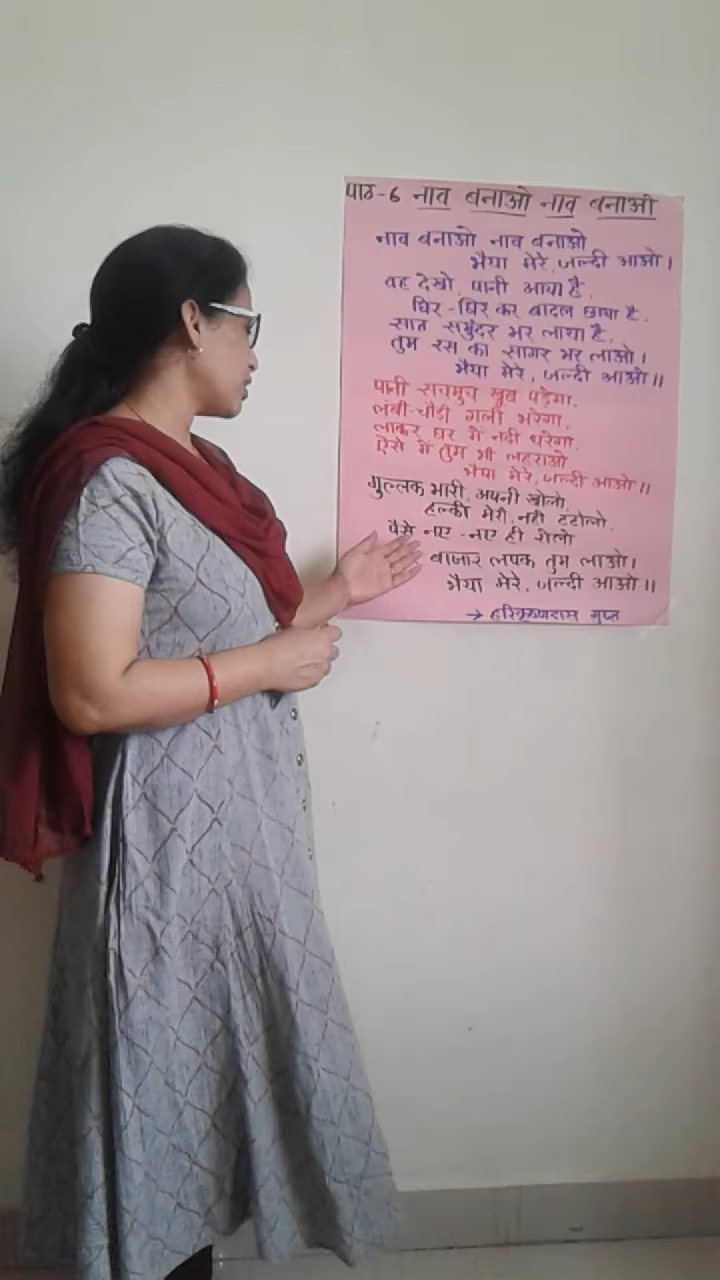 पाठ-6 नाव बनाओ नाव बनाओ
नाव बनाओ नाव बनाओ
भैया मेरे, जल्दी आओ।
वह देखो, पानी आया है,
घिर-घिर कर बादल छाया है,
सात समुंदर भर लाया है,
तुम रस का सागर भर लाओ।
भैया मेरे, जल्दी आओ॥
पानी सचमुच खूब पड़ेगा,
लंबी-चौड़ी गली भरेगा,
लाकर घर में नदी धरेगा,
ऐसे में तुम भी लहराओ
भैया मेरे, जल्दी आओ॥
गुल्लक भारी, अपनी खोलो,
हल्की मेरी, नहीं टटोलो,
पैसे नए-नए ही रोलो
बाजार लपक तुम लाओ।
भैया मेरे, जल्दी आओ॥
→ हरिकृष्णदास गुप्त